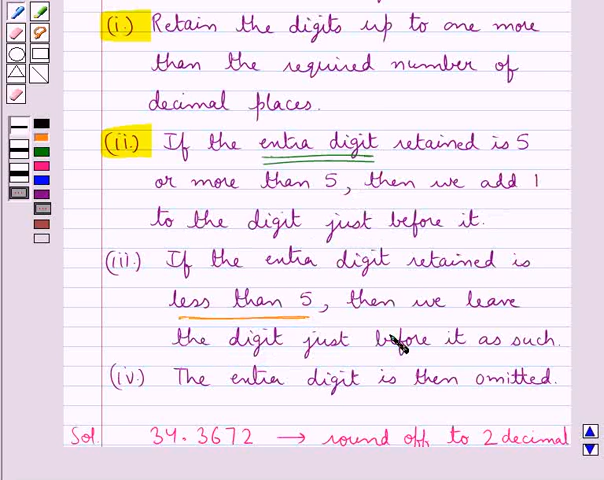 (i.) Retain the digits up to one more
than the required number of
decimal places.
(ii.) If the extra digit retained is 5
or more than 5, then we add 1
to the digit just before it.
(iii.) If the extra digit retained is
less than 5, then we leave
the digit just before it as such.
(iv.) The extra digit is then omitted.
Sol. 34.3672 → round off to 2 decimal